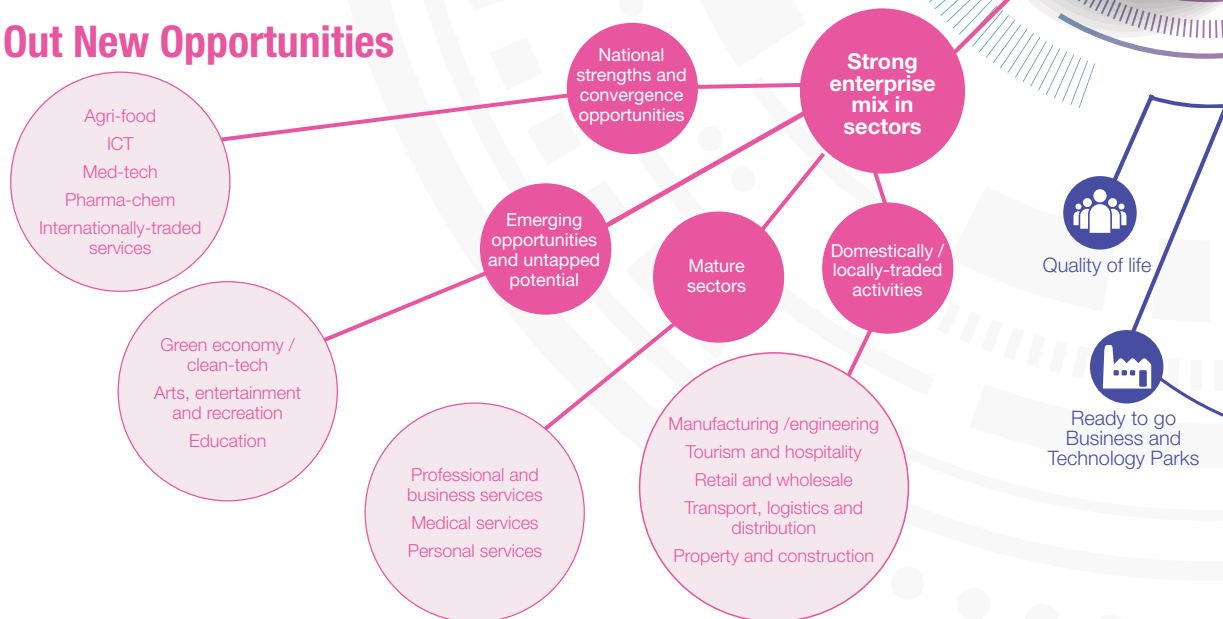 Out New Opportunities
National
strengths and
convergence
opportunities
Strong
enterprise
mix in
sectors
Agri-food
ICT
Med-tech
Pharma-chem
Internationally-traded
services
Emerging
opportunities
and untapped
potential
Mature
sectors
Domestically /
locally-traded
activities
Quality of life
Green economy /
clean-tech
Arts, entertainment
and recreation
Education
Professional and
business services
Medical services
Personal services
Manufacturing /engineering
Tourism and hospitality
Retail and wholesale
Transport, logistics and
distribution
Property and construction
Ready to go
Business and
Technology Parks